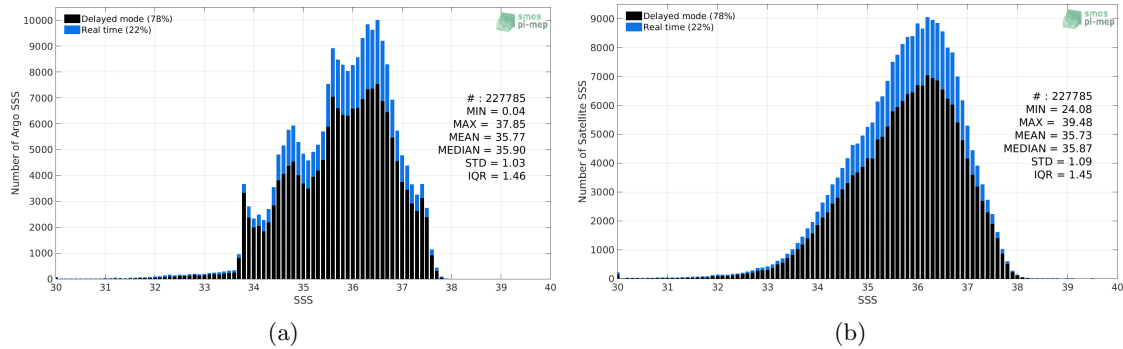 Delayed mode (78%)
Real time (22%)
smos
pi-mep
10000
9000
8000
7000
6000
5000
4000
3000
2000
1000
0
Number of Argo SSS
# : 227785
MIN = 0.04
MAX = 37.85
MEAN = 35.77
MEDIAN = 35.90
STD = 1.03
IQR = 1.46
30 31 32 33 34 35 36 37 38 39 40
SSS
(a)
Delayed mode (78%)
Real time (22%)
smos
pi-mep
9000
8000
7000
6000
5000
4000
3000
2000
1000
0
Number of Satellite SSS
# : 227785
MIN = 24.08
MAX = 39.48
MEAN = 35.73
MEDIAN = 35.87
STD = 1.09
IQR = 1.45
30 31 32 33 34 35 36 37 38 39 40
SSS
(b)